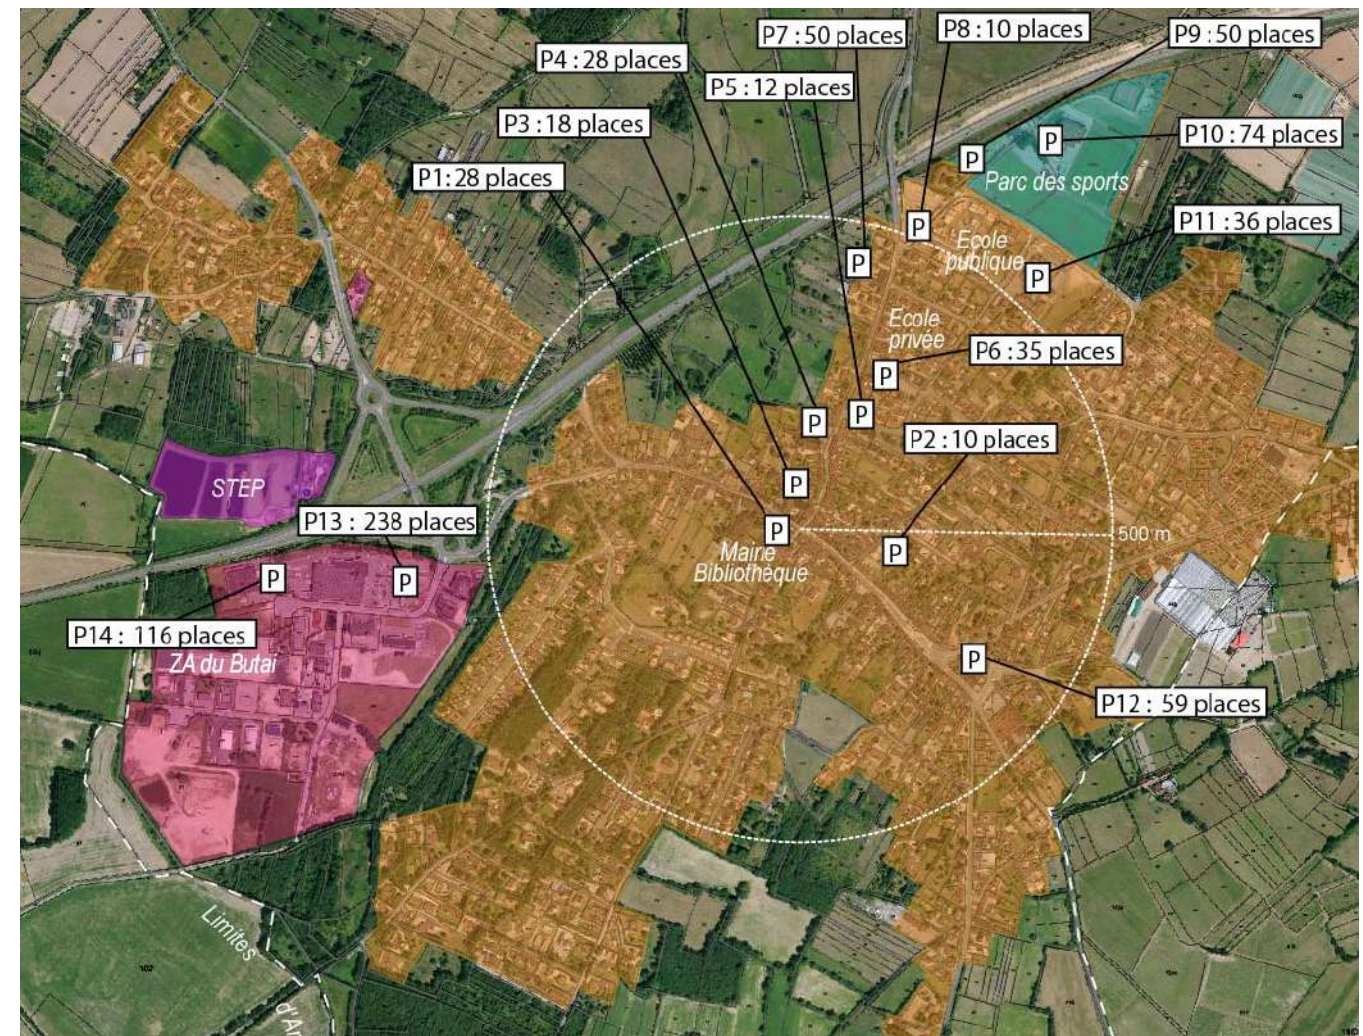 P7 : 50 places
P8 : 10 places
P9 : 50 places
P4 : 28 places
P5 : 12 places
P3 : 18 places
P10 : 74 places
P1: 28 places
Parc des sports
P11 : 36 places
Ecole
publique
Ecole
privée
P6 : 35 places
P2 : 10 places
STEP
P13 : 238 places
500 m
Mairie
Bibliothèque
P14 : 116 places
ZA du Butai
P12 : 59 places
Limites
P
P
P
P
P
P
P
P
P
P
P
P
P
P